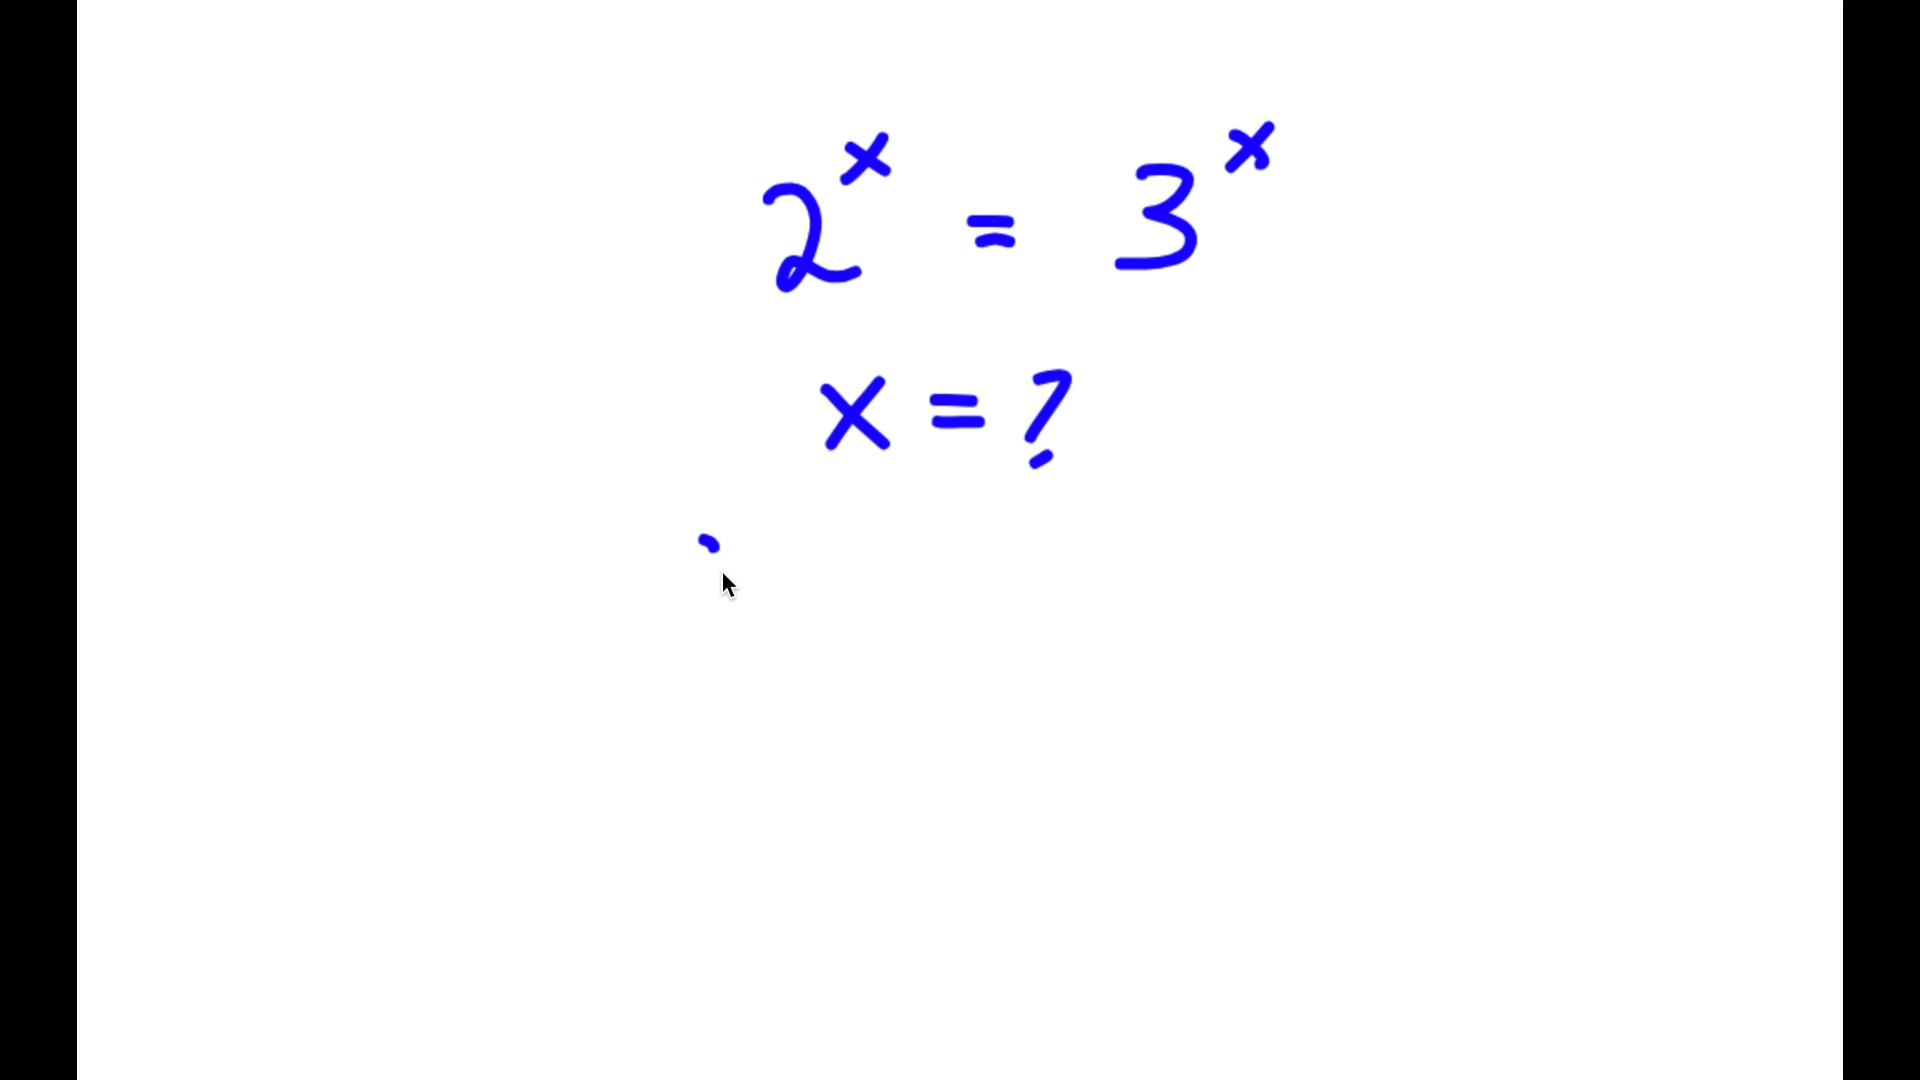 2^x = 3^x
x = ?